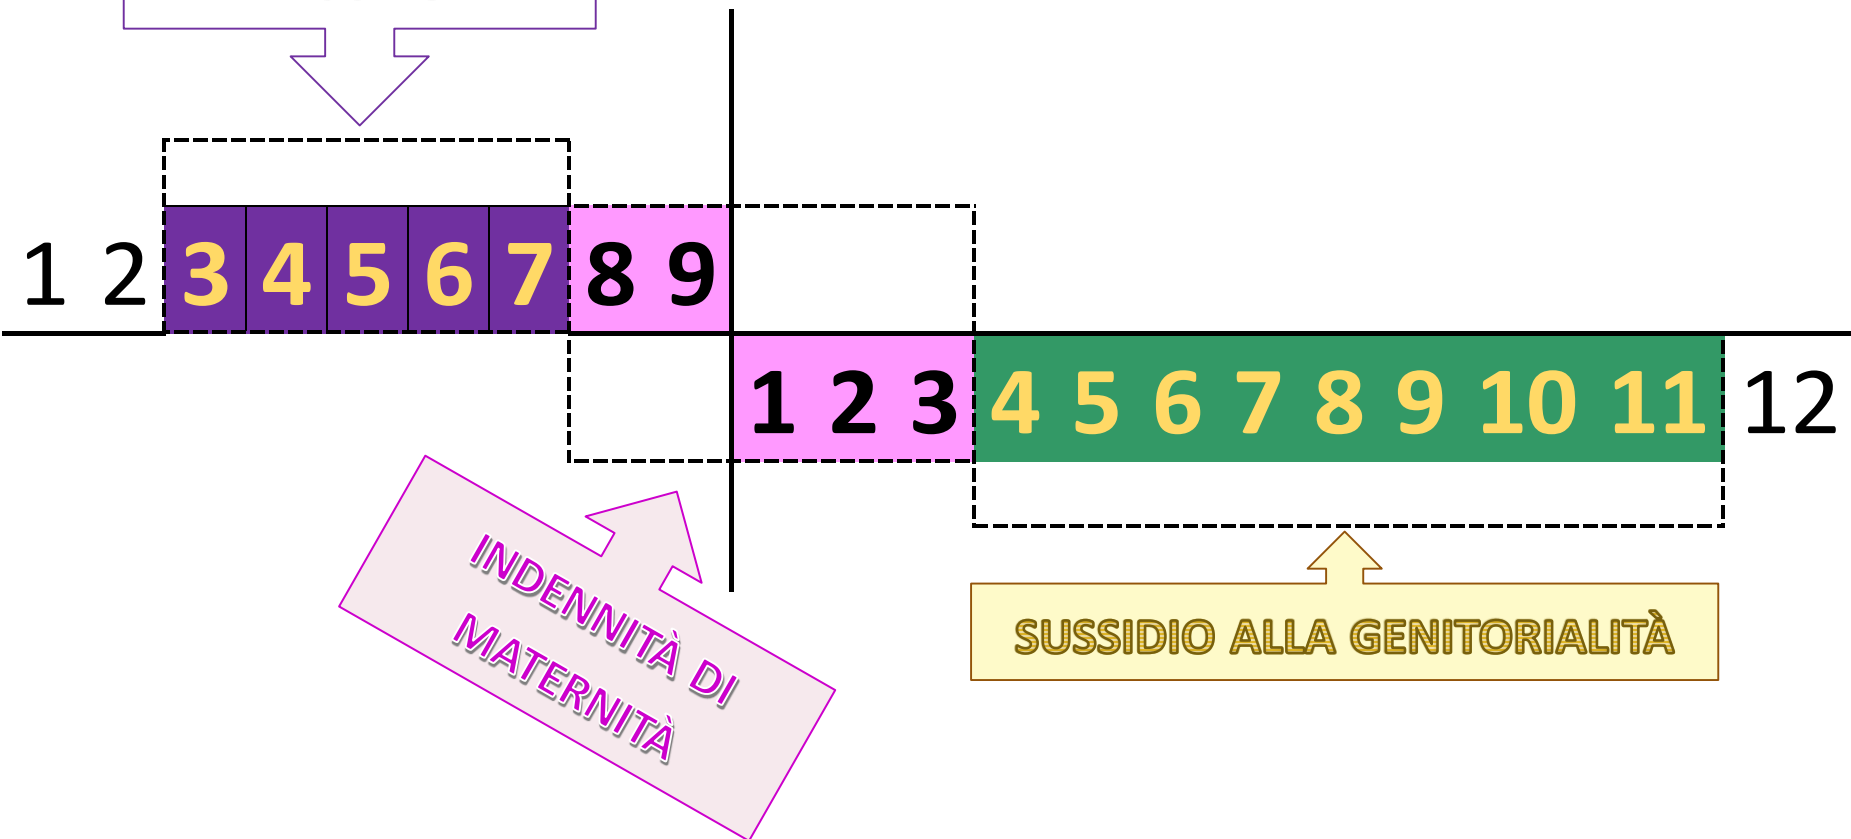 1 2 3 4 5 6 7 8 9
1 2 3 4 5 6 7 8 9 10 11 12
INDENNITÀ DI
MATERNITÀ
SUSSIDIO ALLA GENITORIALITÀ